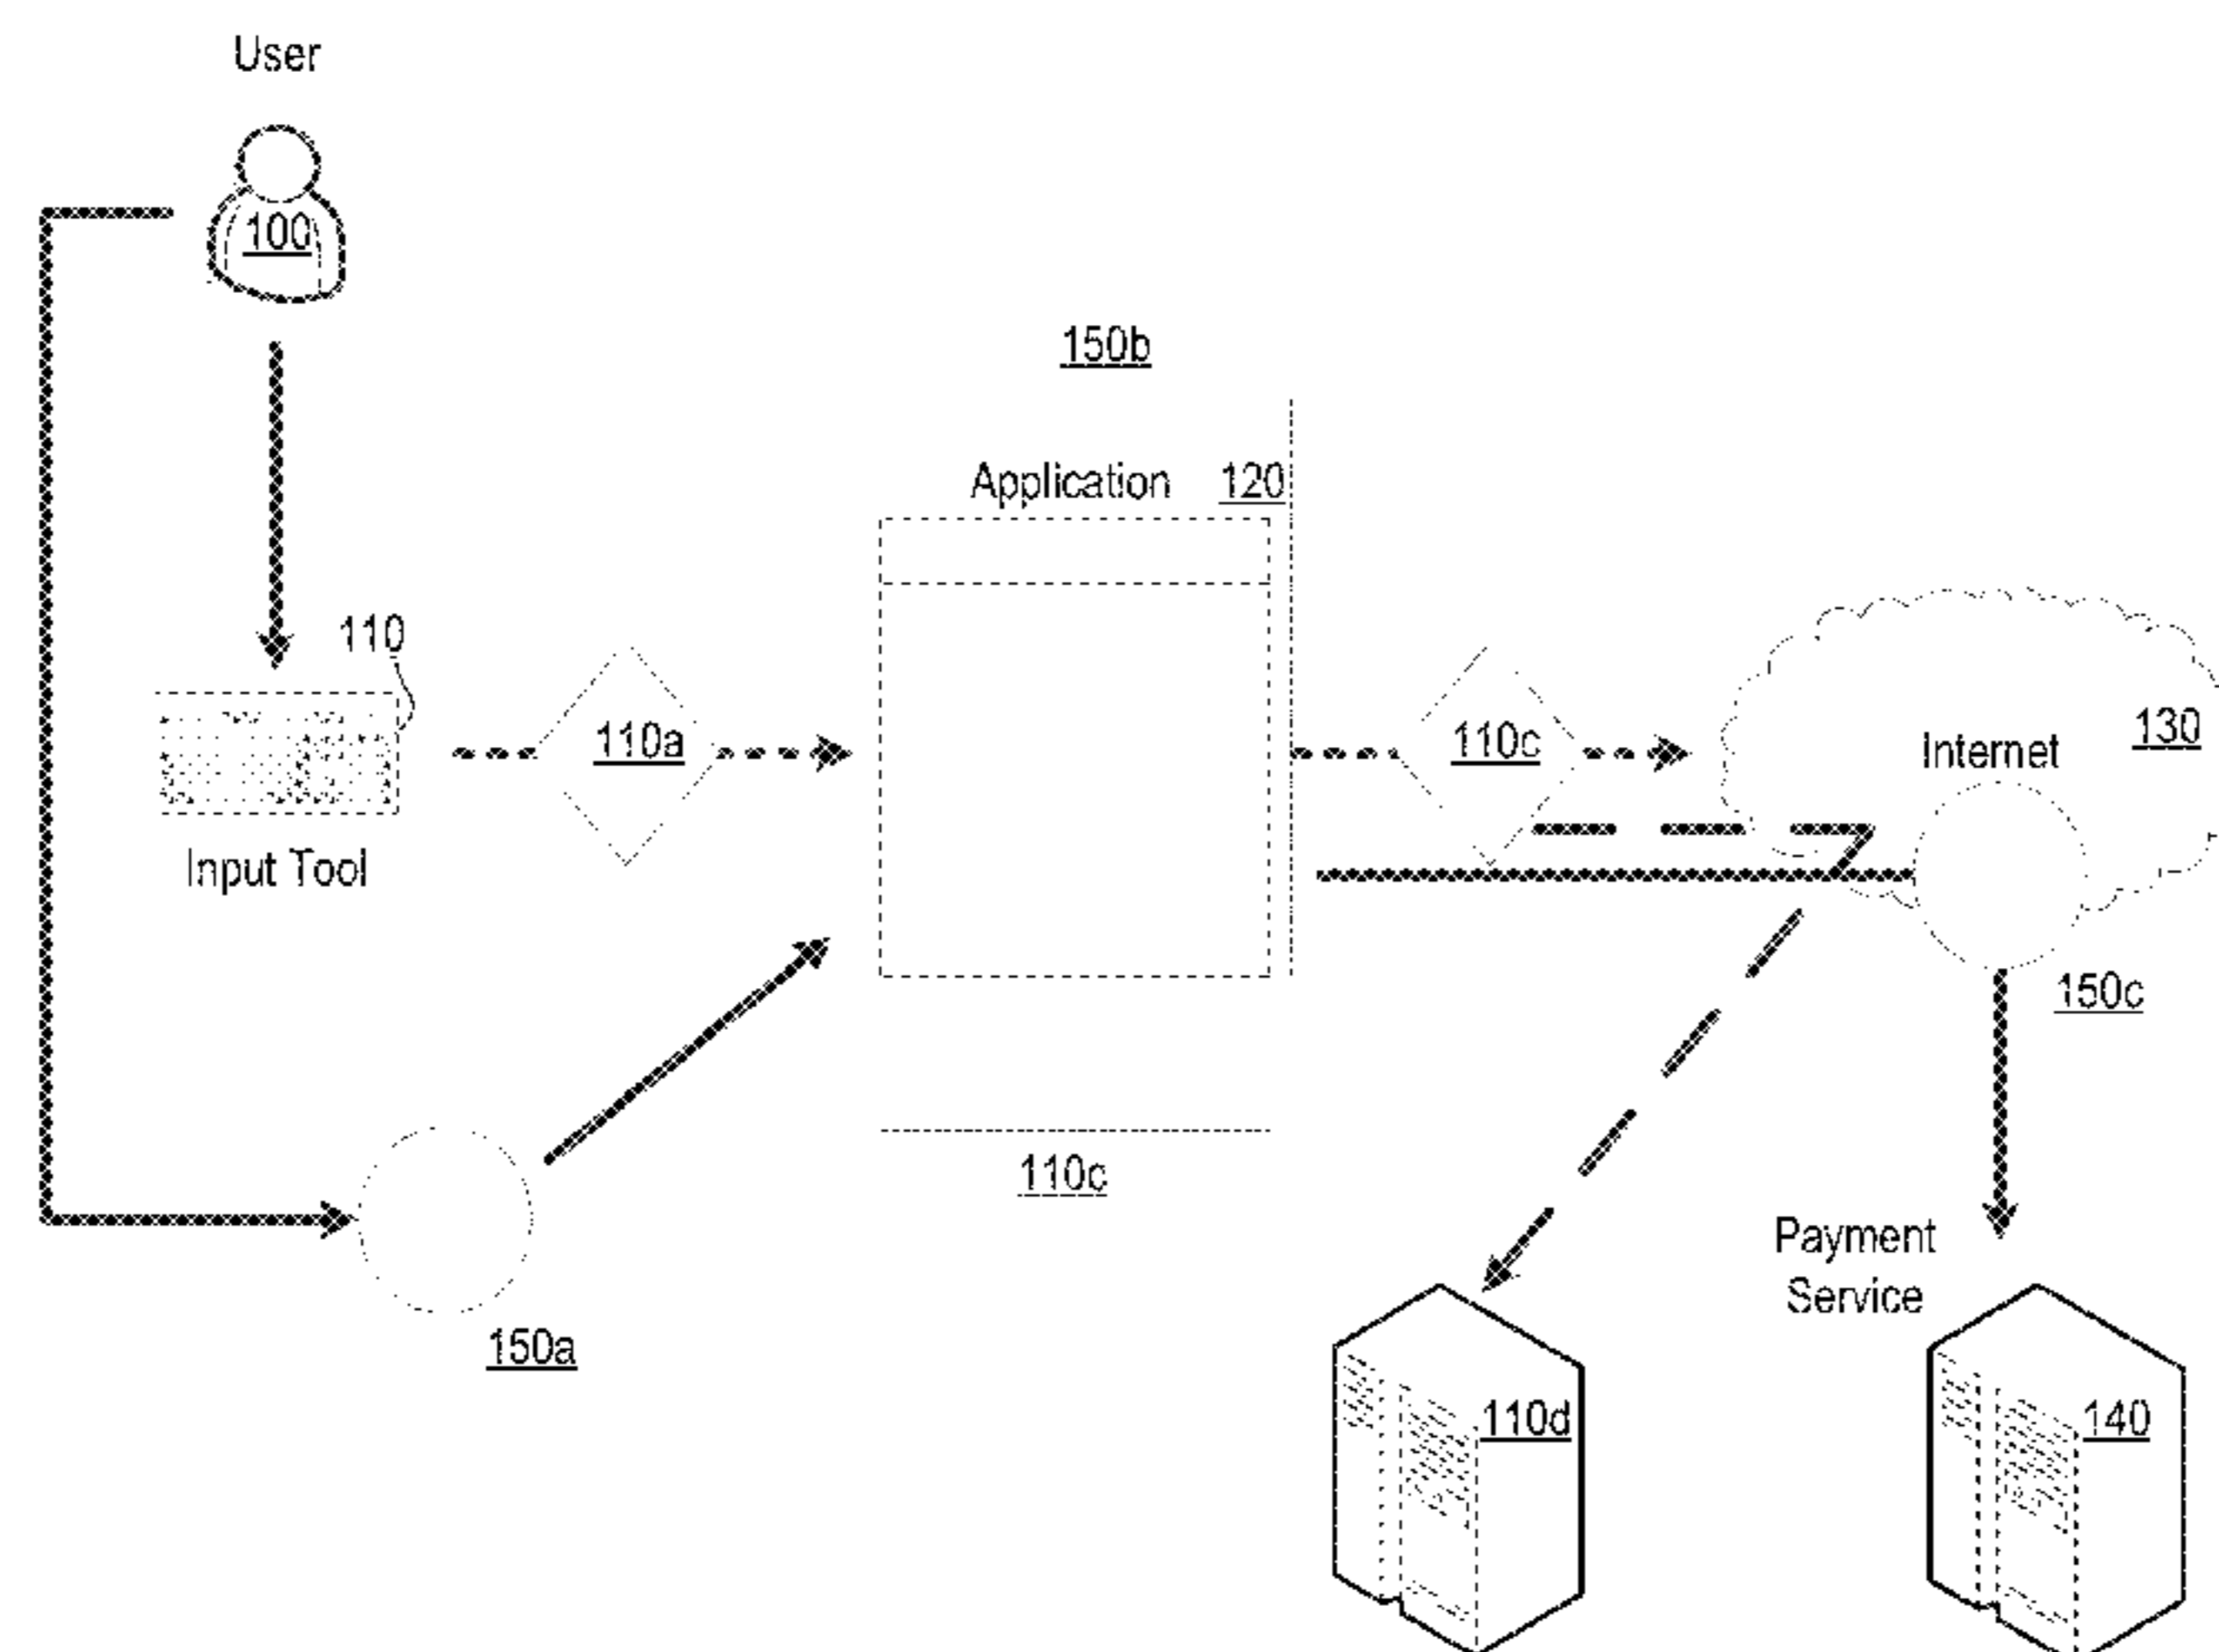 User
100
150b
Application 120
110
110a
110c
130
Internet
Input Tool
150c
110c
Payment
Service
150a
110d
140